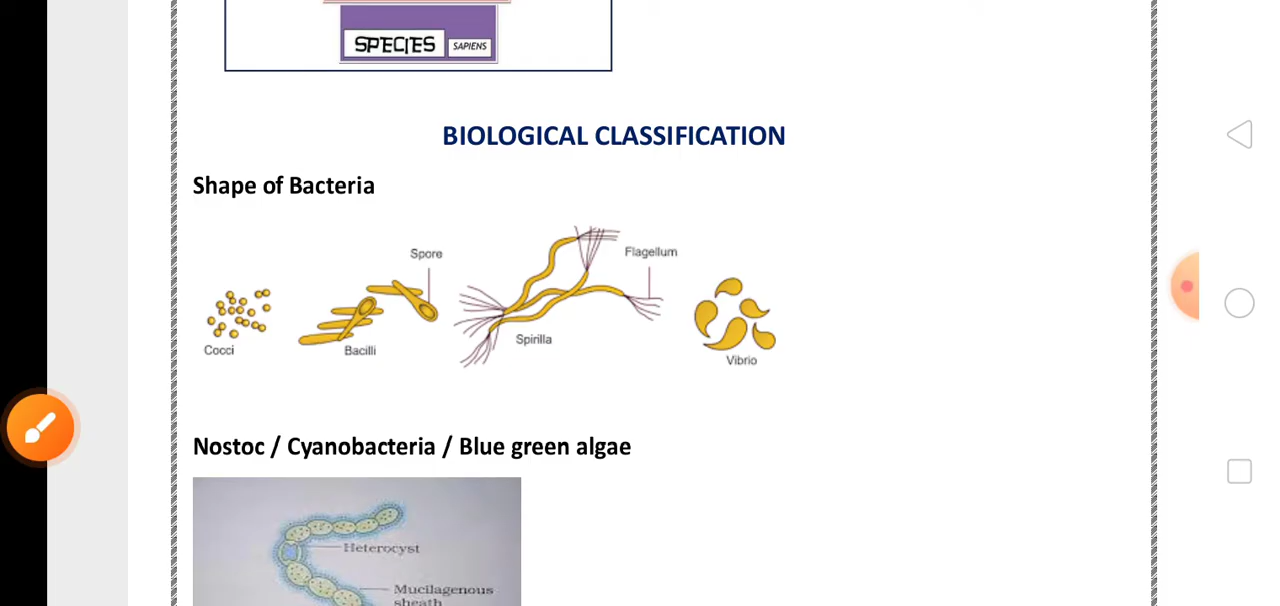 SPECIES SAPIENS
BIOLOGICAL CLASSIFICATION
Shape of Bacteria
Spore
Flagellum
Cocci
Bacilli
Spirilla
Vibrio
Nostoc / Cyanobacteria / Blue green algae
Heterocyst
Mucilagenous
sheath